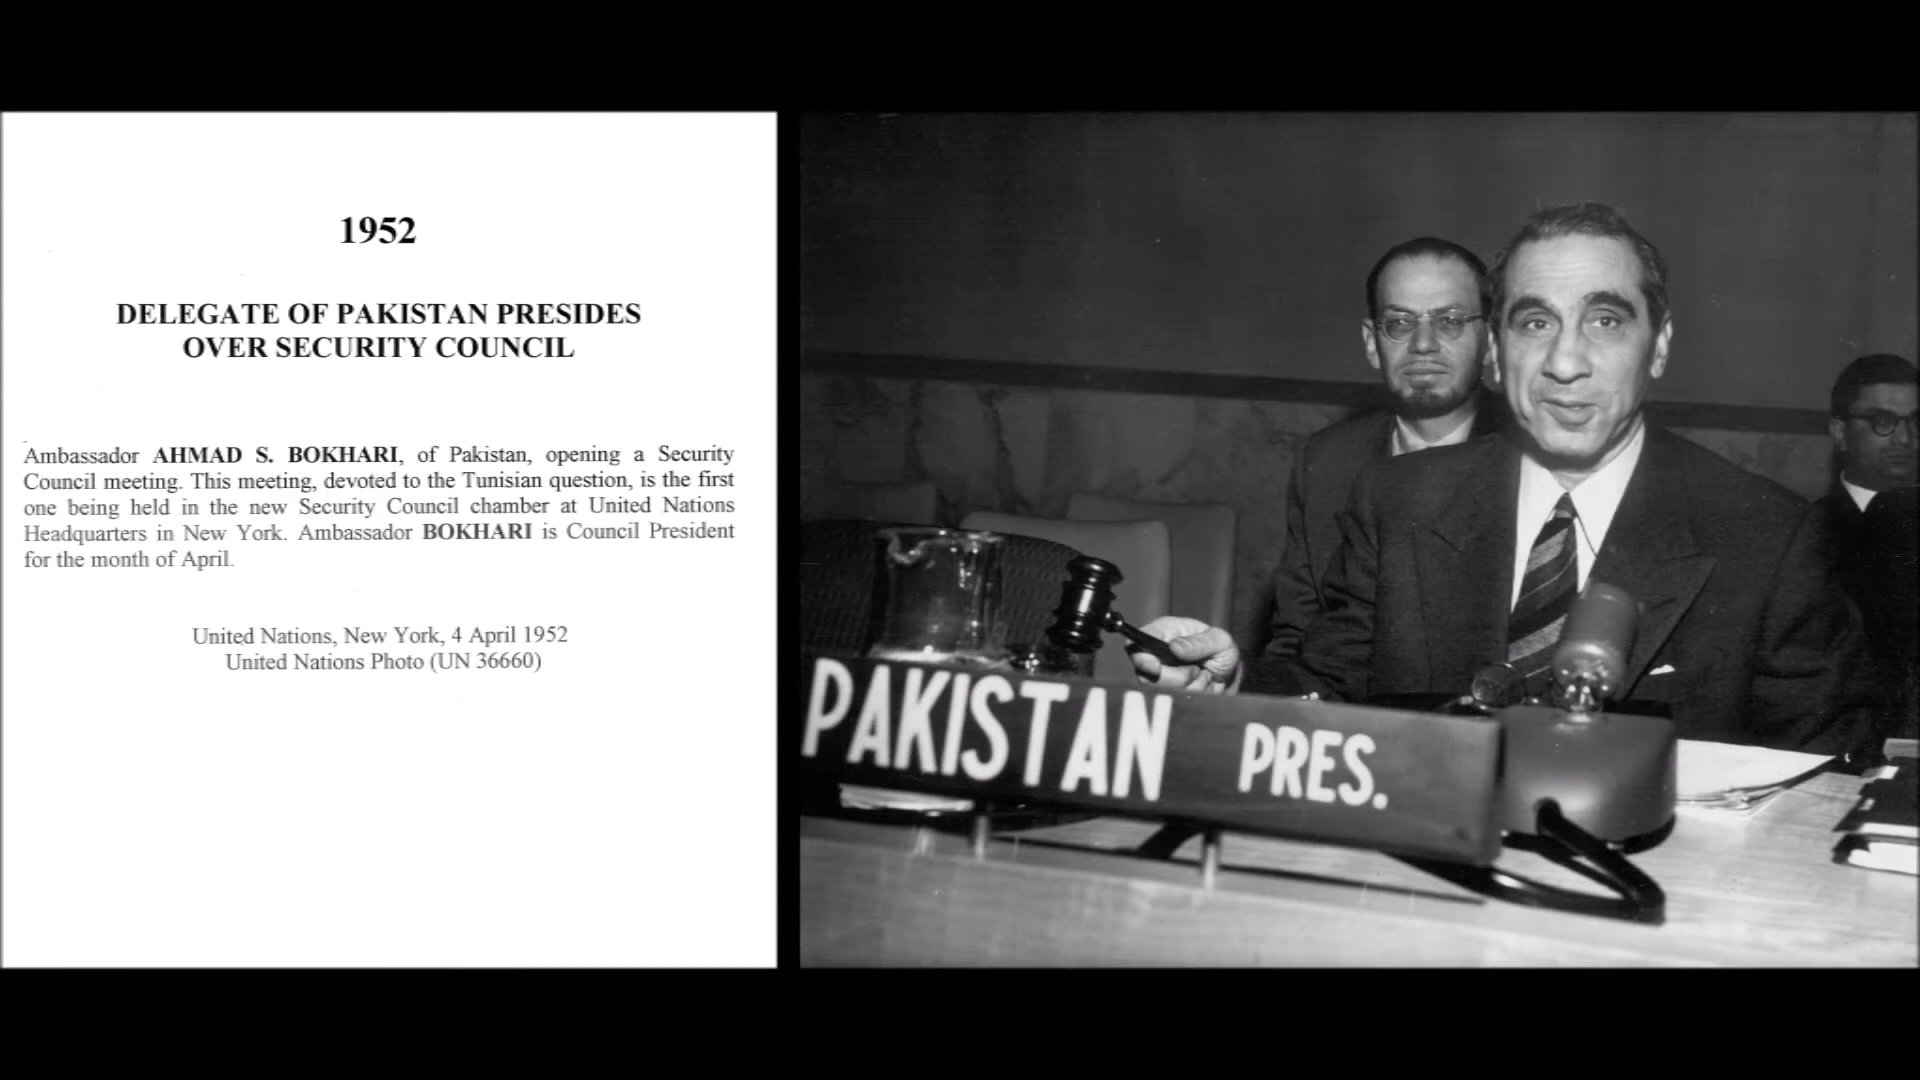 1952
DELEGATE OF PAKISTAN PRESIDES
OVER SECURITY COUNCIL
Ambassador AHMAD S. BOKHARI, of Pakistan, opening a Security
Council meeting. This meeting, devoted to the Tunisian question, is the first
one being held in the new Security Council chamber at United Nations
Headquarters in New York. Ambassador BOKHARI is Council President
for the month of April.
United Nations, New York, 4 April 1952
United Nations Photo (UN 36660)
PAKISTAN PRES.